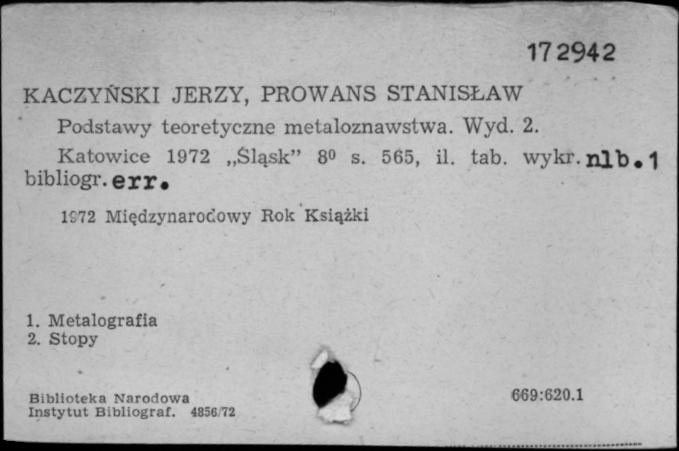 172942
KACZYŃSKI JERZY, PROWANS STANISŁAW
Podstawy teoretyczne metaloznawstwa. Wyd. 2.
Katowice 1972 „Śląsk” 8⁰ s. 565, il. tab. wykr. nlb. 1
bibliogr. err.
1972 Międzynarodowy Rok Książki
1. Metalografia
2. Stopy
Biblioteka Narodowa
Instytut Bibliograf. 4856/72
669:620.1